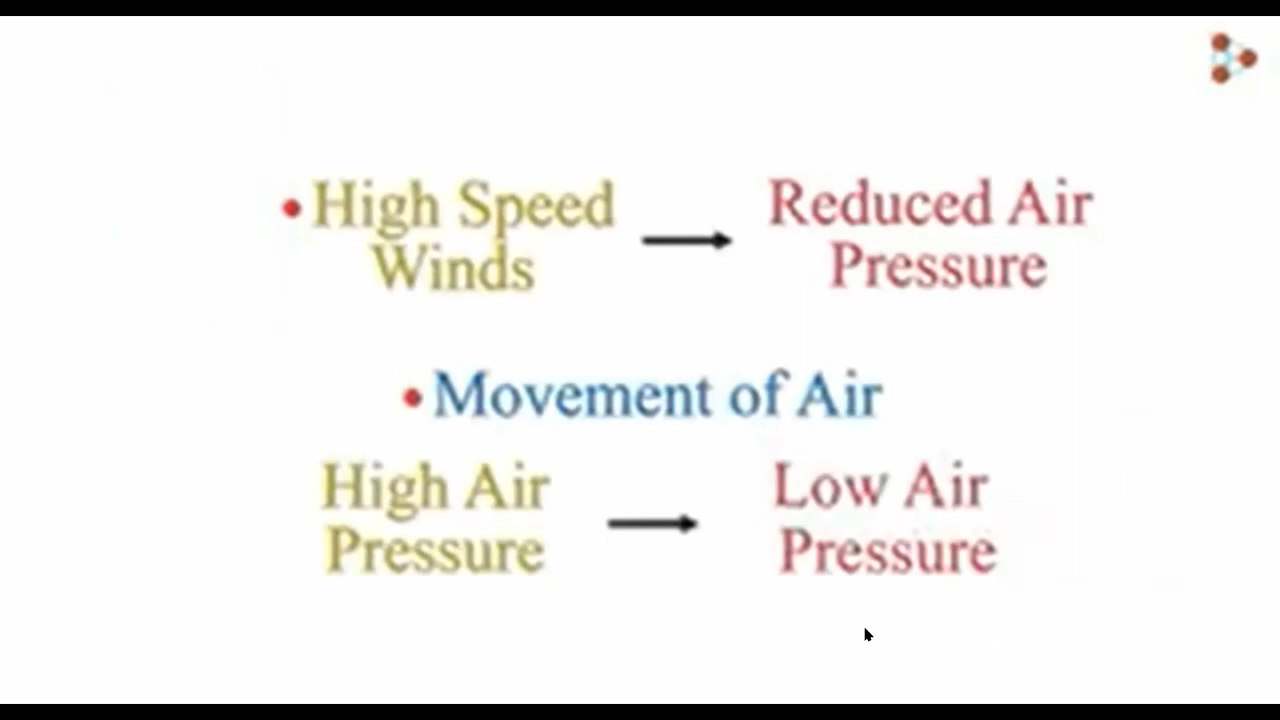 • High Speed Winds → Reduced Air Pressure
• Movement of Air
High Air Pressure → Low Air Pressure